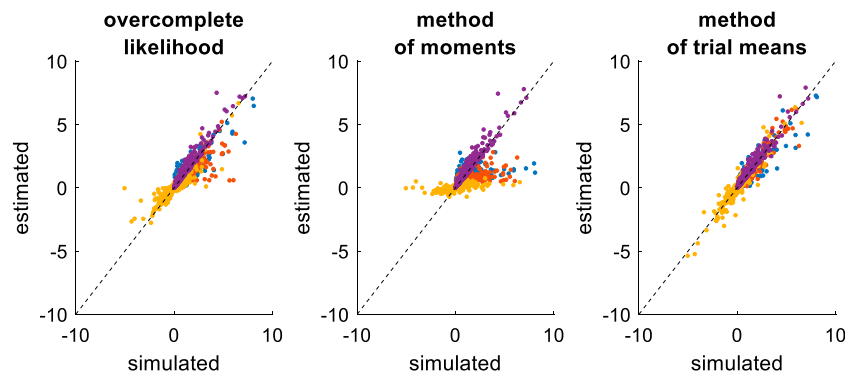 overcomplete
likelihood
10
5
0
-5
-10
estimated
-10 0 10
simulated
method
of moments
10
5
0
-5
-10
estimated
-10 0 10
simulated
method
of trial means
10
5
0
-5
-10
estimated
-10 0 10
simulated